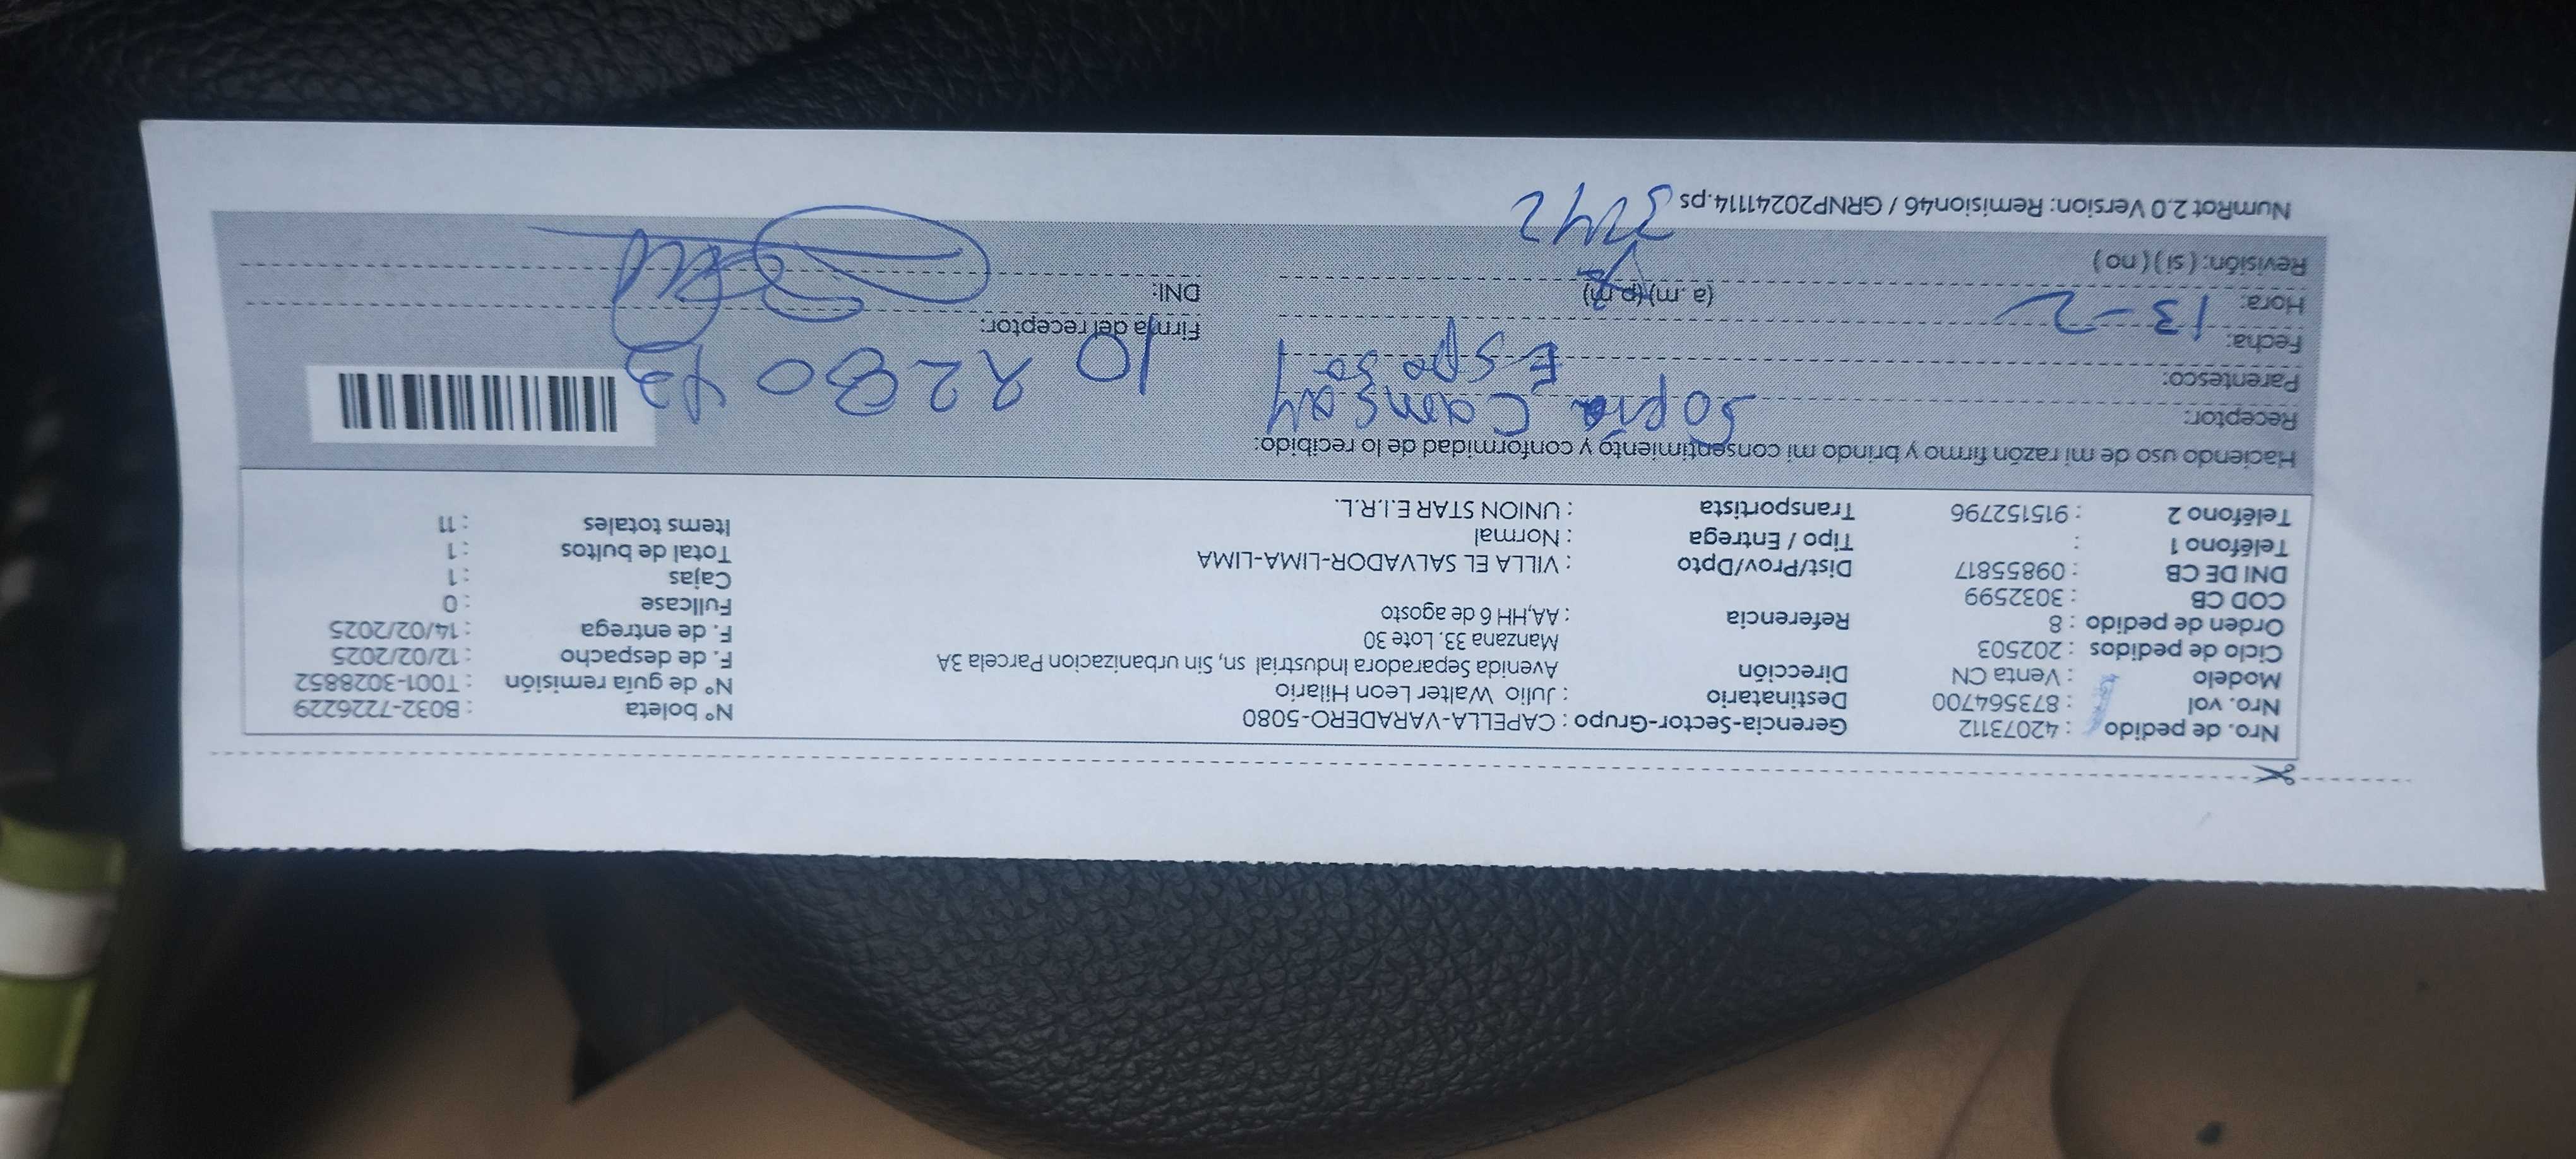 Nro. de pedido : 42073112 Gerencia-Sector-Grupo : CAPELLA-VARADERO-5080 N° boleta : B032-7226229
Nro. vol : 873564700 Destinatario : Julio Walter Leon Hilario N° de guía remisión : T001-3028852
Modelo : Venta CN Dirección Avenida Separadora Industrial sn, Sin urbanizacion Parcela 3A F. de despacho : 12/02/2025
Ciclo de pedidos : 202503 Manzana 33. Lote 30 F. de entrega : 14/02/2025
Orden de pedido : 8 Referencia : AA,HH 6 de agosto Fullcase : 0
COD CB : 3032599 Cajas : 1
DNI DE CB : 09855817 Dist/Prov/Dpto : VILLA EL SALVADOR-LIMA-LIMA Total de bultos : 1
Teléfono 1 : Tipo / Entrega : Normal Items totales : 11
Teléfono 2 : 915152796 Transportista : UNION STAR E.I.R.L.
Haciendo uso de mi razón firmo y brindo mi consentimiento y conformidad de lo recibido:
Receptor: Sofia
Parentesco: Esposa
Fecha: 13-2 Firma del receptor:
Hora: (a .m) (p m) DNI: 10
Revisión: ( si ) ( no )
NumRot 2.0 Version: Remision46 / GRNP20241114.ps